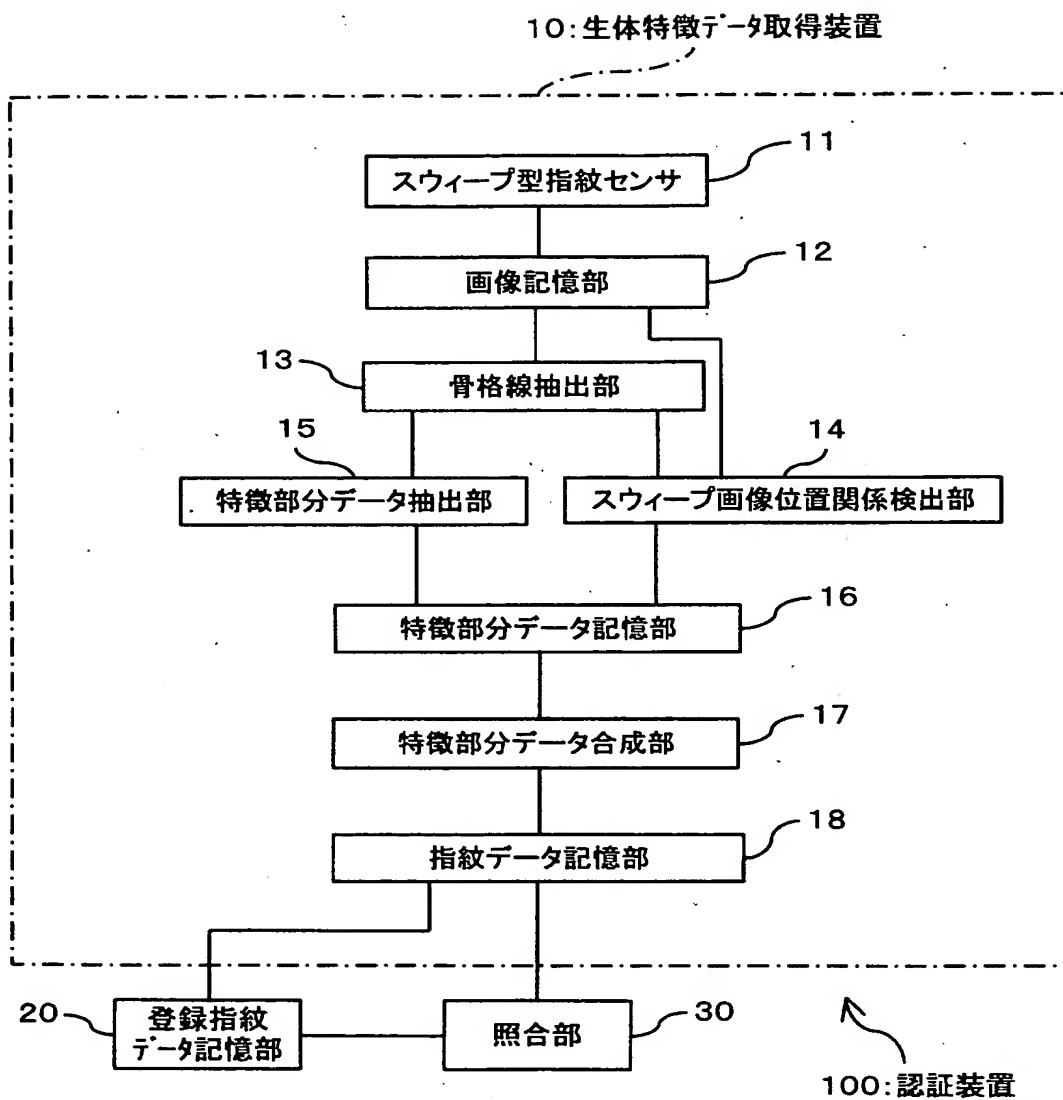 10:生体特徴データ取得装置
11
スウィープ型指紋センサ
12
画像記憶部
13
骨格線抽出部
15
14
特徴部分データ抽出部
スウィープ画像位置関係検出部
16
特徴部分データ記憶部
17
特徴部分データ合成部
18
指紋データ記憶部
20
登録指紋
データ記憶部
照合部
30
100:認証装置